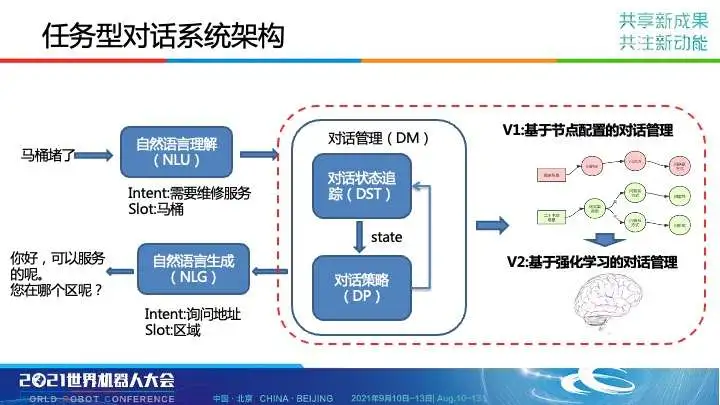 任务型对话系统架构
共享新成果
共注新动能
马桶堵了
自然语言理解
（NLU）
Intent:需要维修服务
Slot:马桶
对话管理（DM）
对话状态追
踪（DST）
state
对话策略
（DP）
你好，可以服务
的呢。
您在哪个区呢？
自然语言生成
（NLG）
Intent:询问地址
Slot:区域
V1:基于节点配置的对话管理
V2:基于强化学习的对话管理
2021世界机器人大会
ORLD ROBOT CONFERENCE
中国·北京 CHINA·BEIJING
2021年9月10日-13日| Aug,10-13